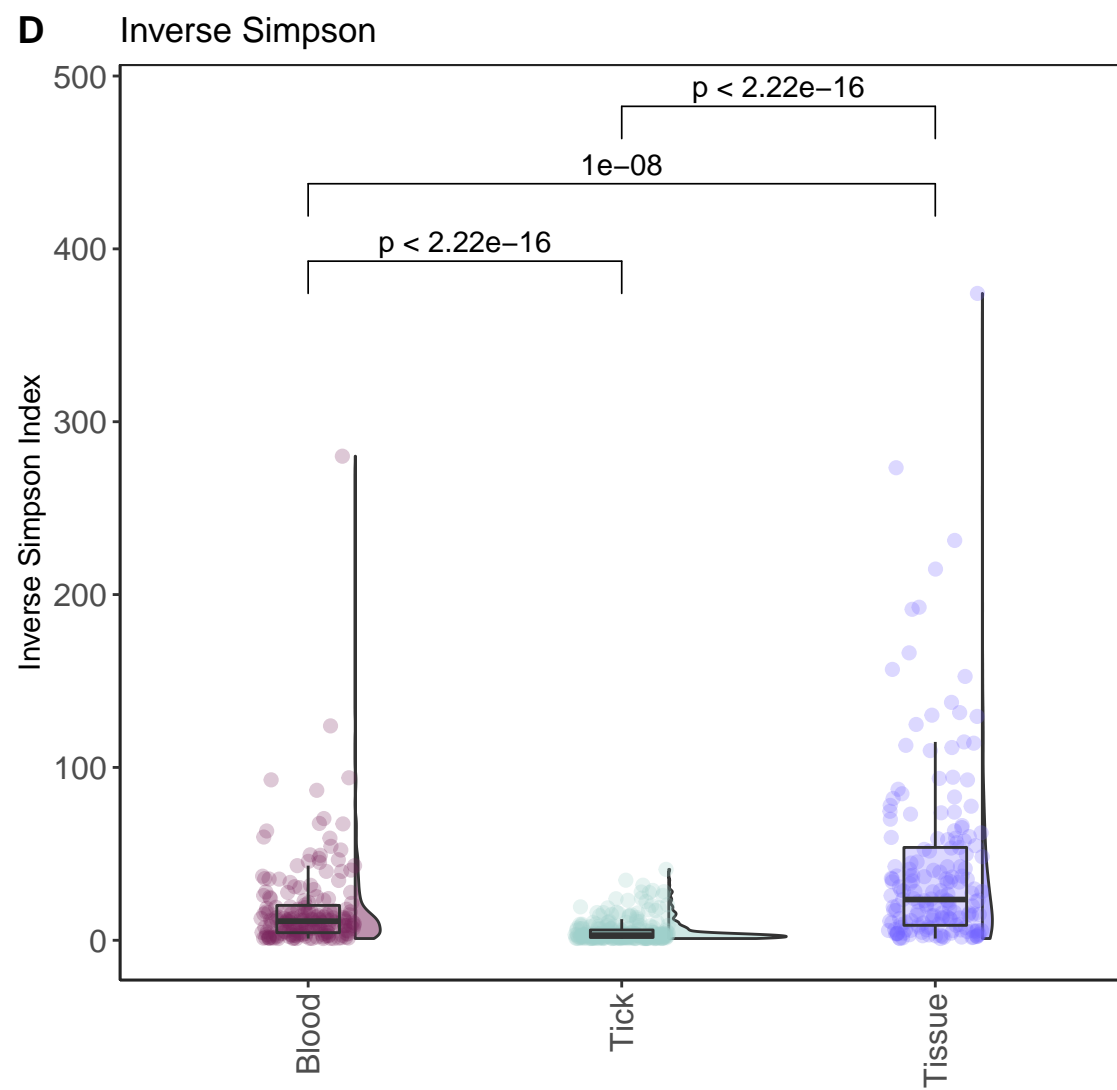 D Inverse Simpson
500
400
300
200
100
0
Inverse Simpson Index
p < 2.22e−16
1e−08
p < 2.22e−16
Blood
Tick
Tissue